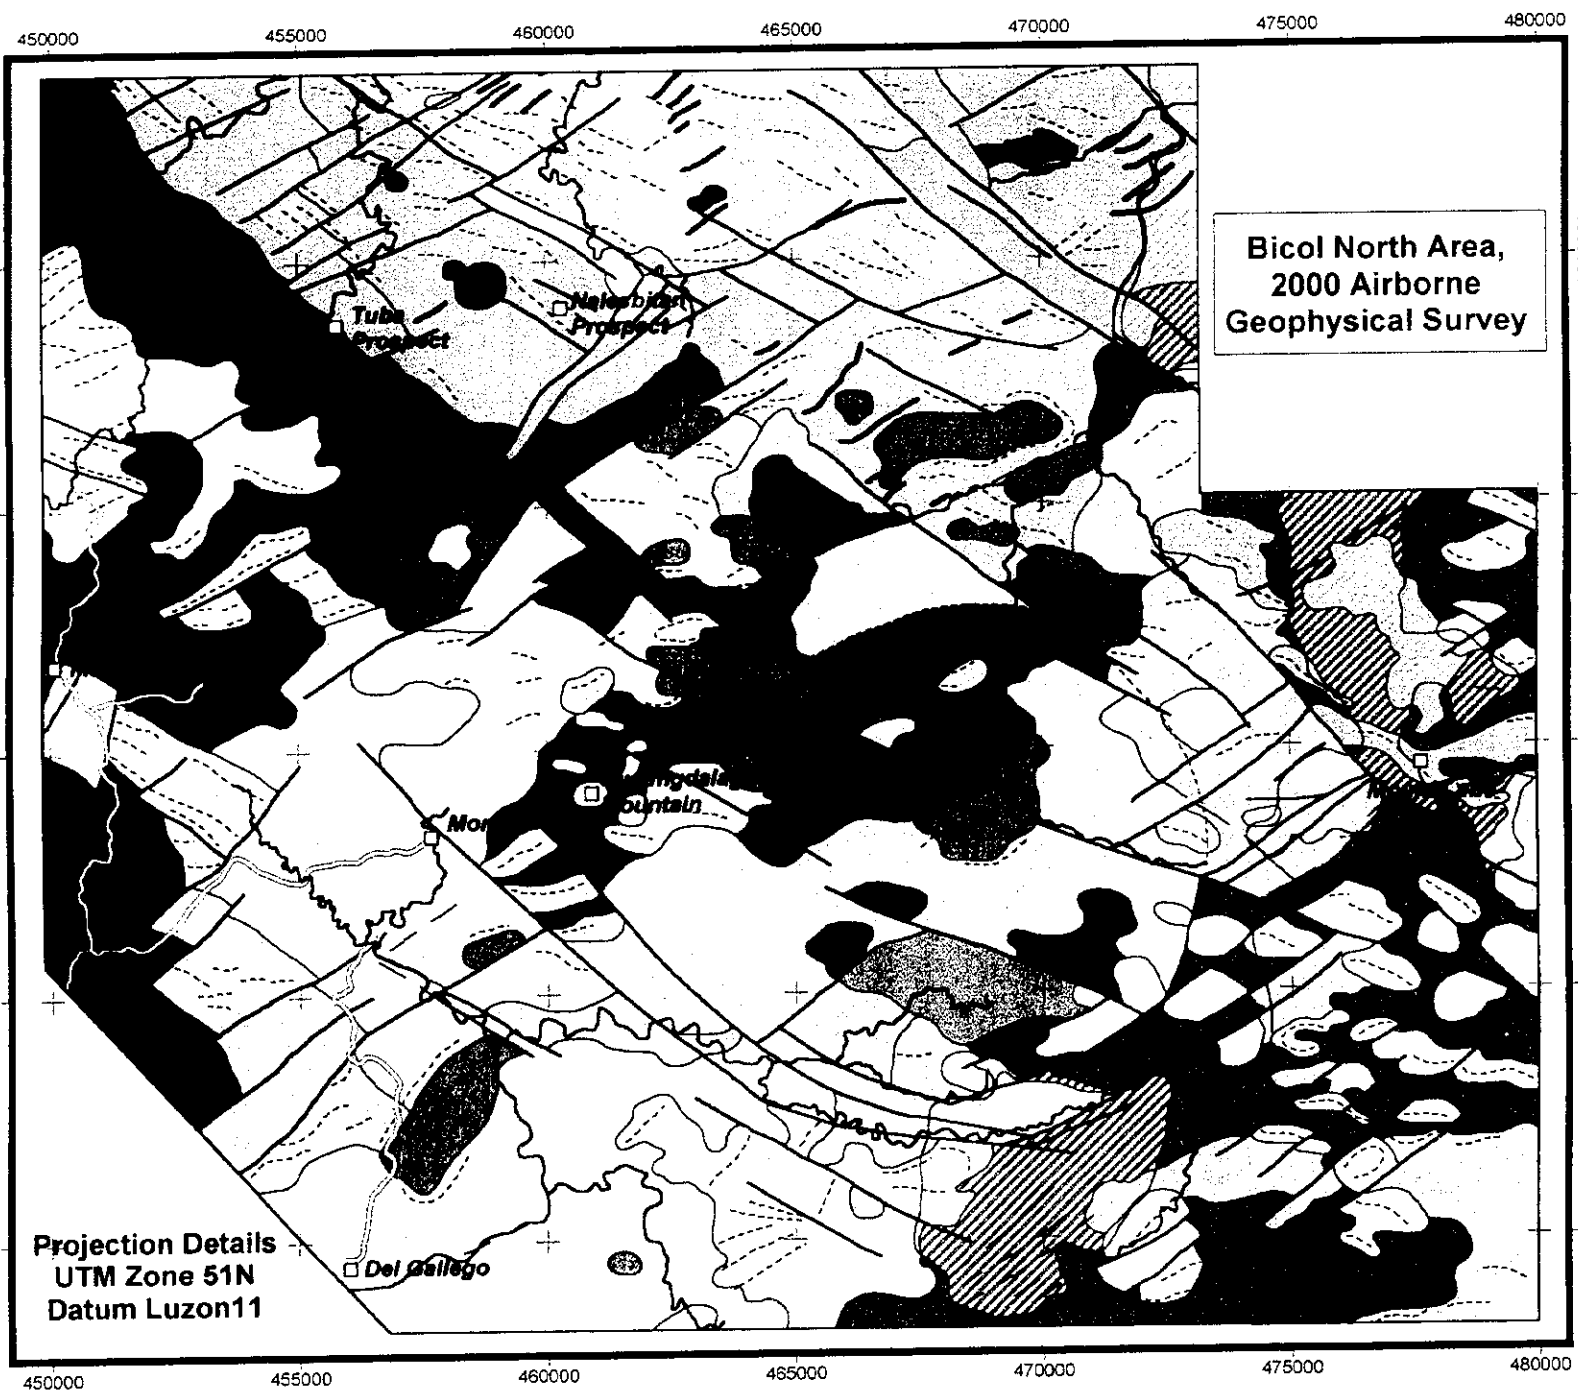 450000
455000
460000
465000
470000
475000
480000
Bicol North Area,
2000 Airborne
Geophysical Survey
Nalesbitan
Prospect
Tuba
Prospect
Projection Details
UTM Zone 51N
Datum Luzon11
Del Gallego
450000
455000
460000
465000
470000
475000
480000